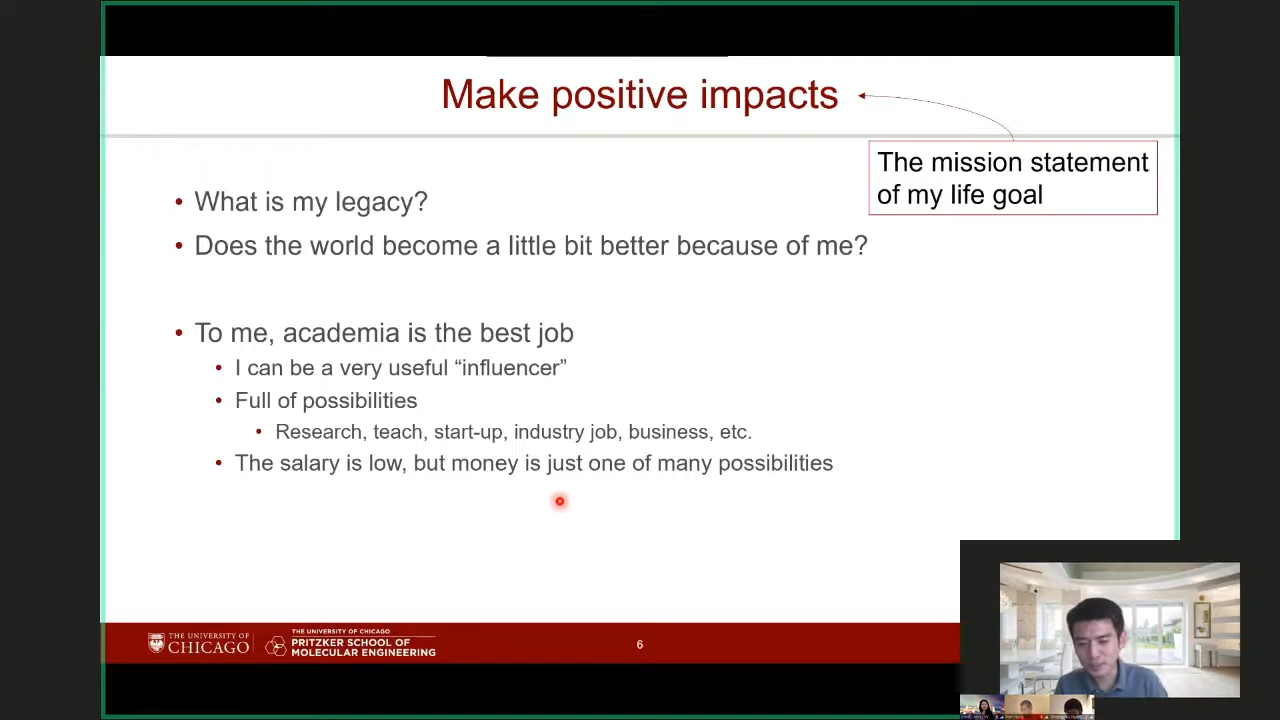 Make positive impacts
The mission statement
of my life goal
• What is my legacy?
• Does the world become a little bit better because of me?
• To me, academia is the best job
• I can be a very useful “influencer”
• Full of possibilities
• Research, teach, start-up, industry job, business, etc.
• The salary is low, but money is just one of many possibilities
THE UNIVERSITY OF
CHICAGO
THE UNIVERSITY OF CHICAGO
PRITZKER SCHOOL OF
MOLECULAR ENGINEERING
6